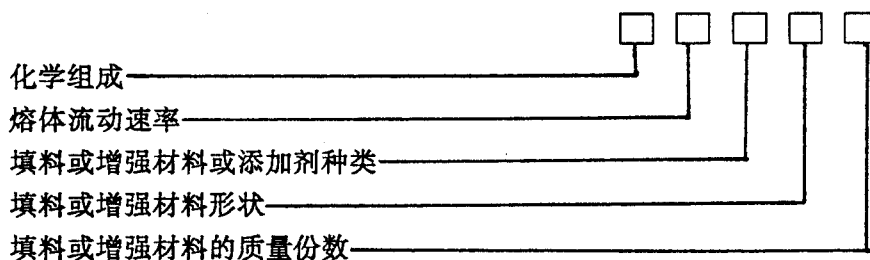 化学组成
熔体流动速率
填料或增强材料或添加剂种类
填料或增强材料形状
填料或增强材料的质量份数